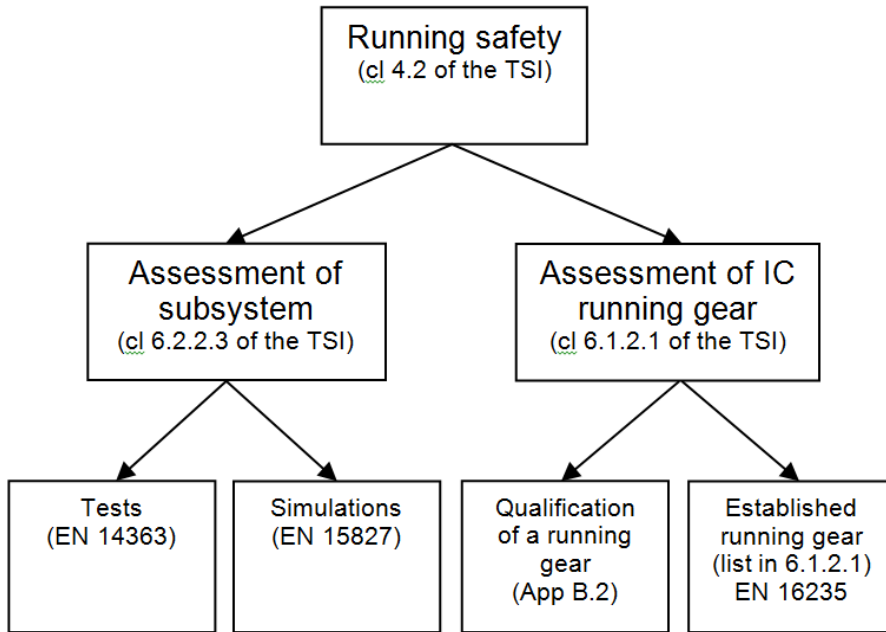 Running safety
(cl 4.2 of the TSI)
Assessment of
subsystem
(cl 6.2.2.3 of the TSI)
Assessment of IC
running gear
(cl 6.1.2.1 of the TSI)
Tests
(EN 14363)
Simulations
(EN 15827)
Qualification
of a running
gear
(App B.2)
Established
running gear
(list in 6.1.2.1)
EN 16235